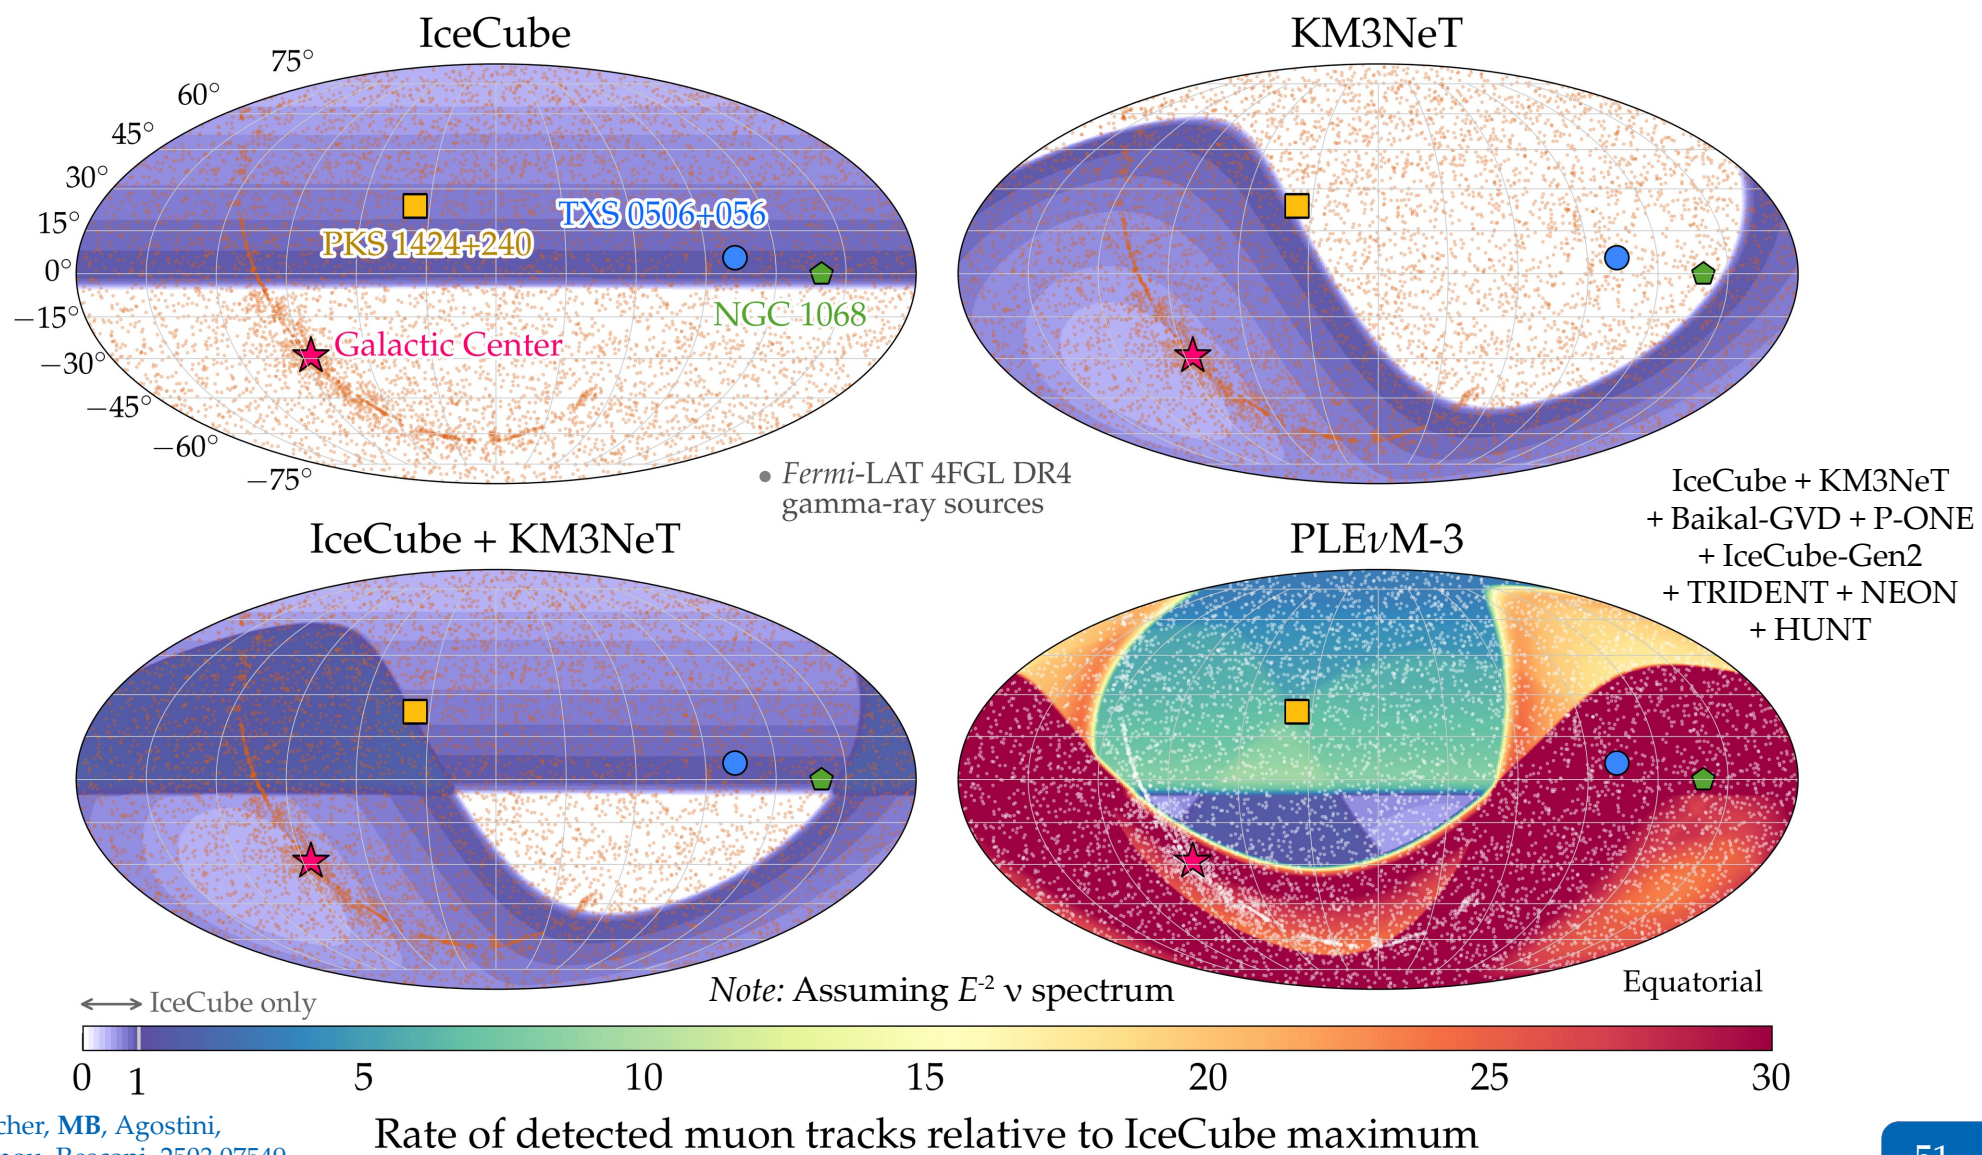 IceCube
KM3NeT
75°
60°
45°
30°
15°
0°
−15°
−30°
−45°
−60°
−75°
TXS 0506+056
PKS 1424+240
NGC 1068
Galactic Center
Fermi-LAT 4FGL DR4
gamma-ray sources
IceCube + KM3NeT
PLEνM-3
IceCube + KM3NeT
+ Baikal-GVD + P-ONE
+ IceCube-Gen2
+ TRIDENT + NEON
+ HUNT
IceCube only
Note: Assuming E-2 ν spectrum
Equatorial
0 1 5 10 15 20 25 30
Rate of detected muon tracks relative to IceCube maximum
MB, Agostini,